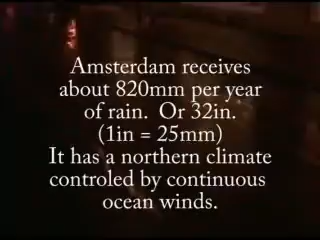 Amsterdam receives
about 820mm per year
of rain. Or 32in.
(1in = 25mm)
It has a northern climate
controled by continuous
ocean winds.